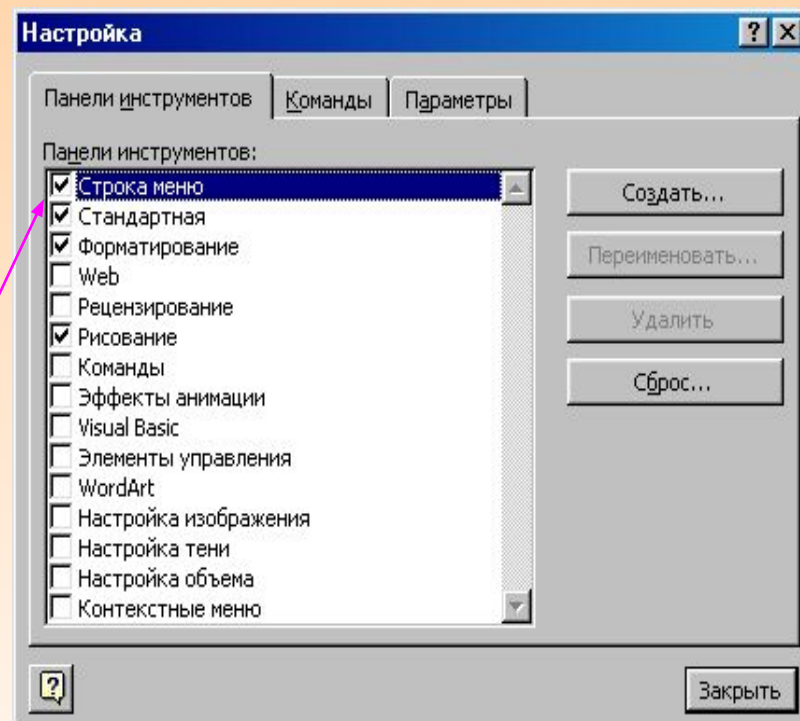 Настройка
Панели инструментов Команды Параметры
Панели инструментов:
Строка меню
Стандартная
Форматирование
Web
Рецензирование
Рисование
Команды
Эффекты анимации
Visual Basic
Элементы управления
WordArt
Настройка изображения
Настройка тени
Настройка объема
Контекстные меню
Создать...
Переименовать...
Удалить
Сброс...
Закрыть